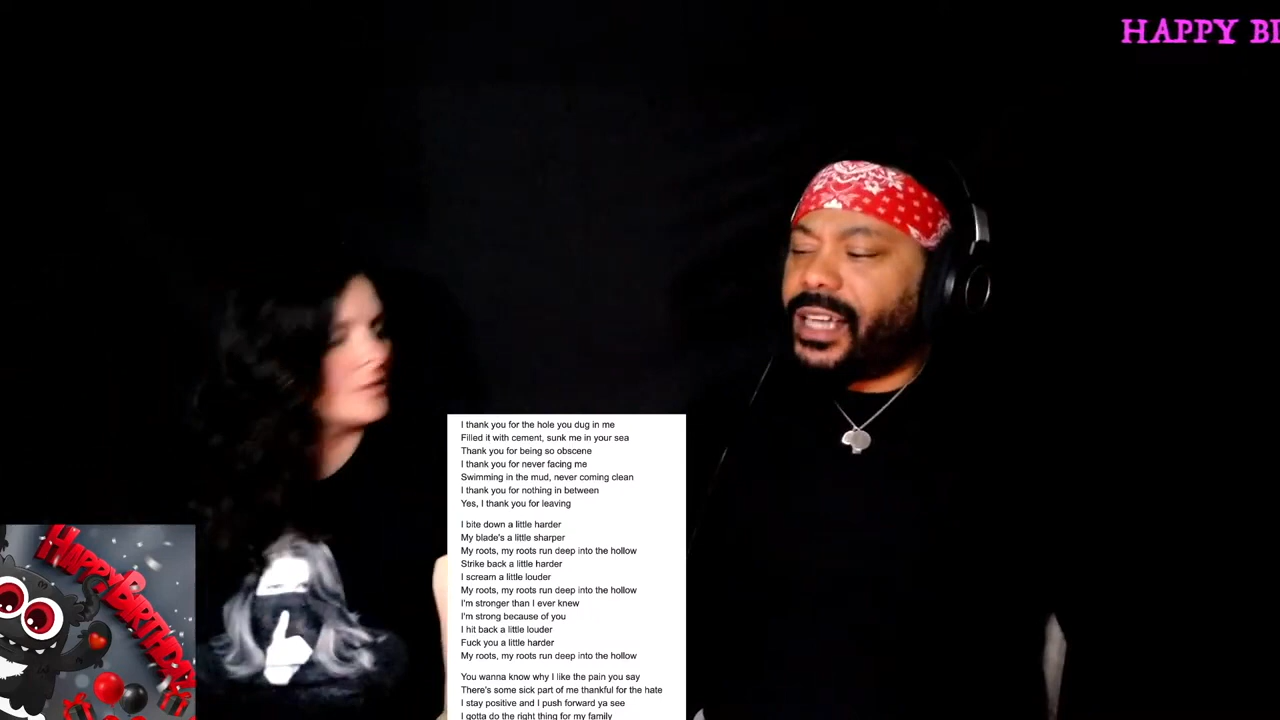 HAPPY BI
I thank you for the hole you dug in me
Filled it with cement, sunk me in your sea
Thank you for being so obscene
I thank you for never facing me
Swimming in the mud, never coming clean
I thank you for nothing in between
Yes, I thank you for leaving
I bite down a little harder
My blade's a little sharper
My roots, my roots run deep into the hollow
Strike back a little harder
I scream a little louder
My roots, my roots run deep into the hollow
I'm stronger than I ever knew
I'm strong because of you
I hit back a little louder
Fuck you a little harder
My roots, my roots run deep into the hollow
You wanna know why I like the pain you say
There's some sick part of me thankful for the hate
I stay positive and I push forward ya see
I gotta do the right thing for my family
HAPPY BIRTHDAY